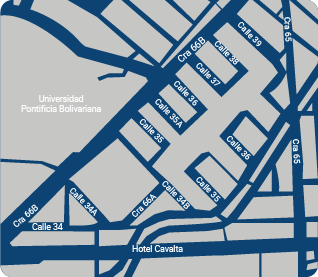 Cra 65
Calle 39
Cra 66B
Calle 38
Calle 37
Calle 36
Universidad
Pontificis Bolivariana
Calle 35A
Calle 35
Calle 36
Cra 65
Calle 35
Calle 34B
Cra 66A
Calle 34A
Cra 66B
Calle 34
Hotel Cavalta